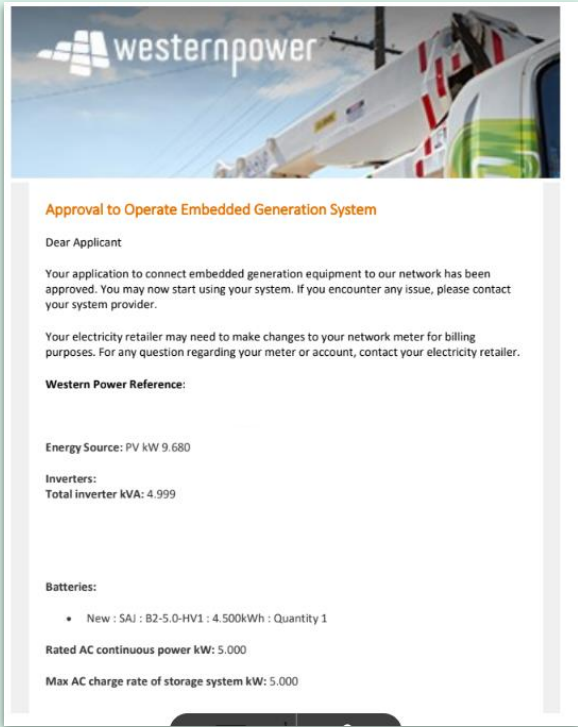 westernpower
Approval to Operate Embedded Generation System
Dear Applicant
Your application to connect embedded generation equipment to our network has been
approved. You may now start using your system. If you encounter any issue, please contact
your system provider.
Your electricity retailer may need to make changes to your network meter for billing
purposes. For any question regarding your meter or account, contact your electricity retailer.
Western Power Reference:
Energy Source: PV kW 9.680
Inverters:
Total inverter kVA: 4.999
Batteries:
• New : SAJ : B2-5.0-HV1 : 4.500kWh : Quantity 1
Rated AC continuous power kW: 5.000
Max AC charge rate of storage system kW: 5.000